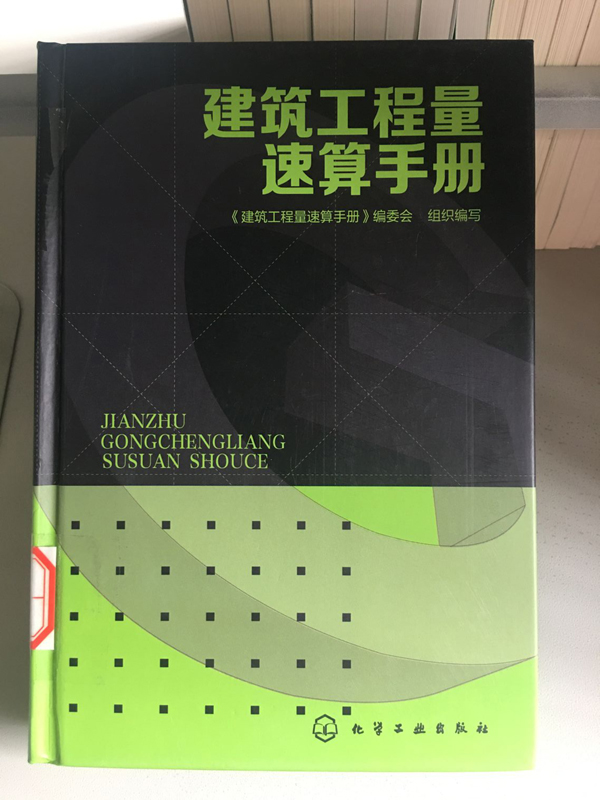 建筑工程量
速算手册
《建筑工程量速算手册》编委会 组织编写
JIANZHU
GONGCHENGLIANG
SUSUAN SHOUCE
化学工业出版社